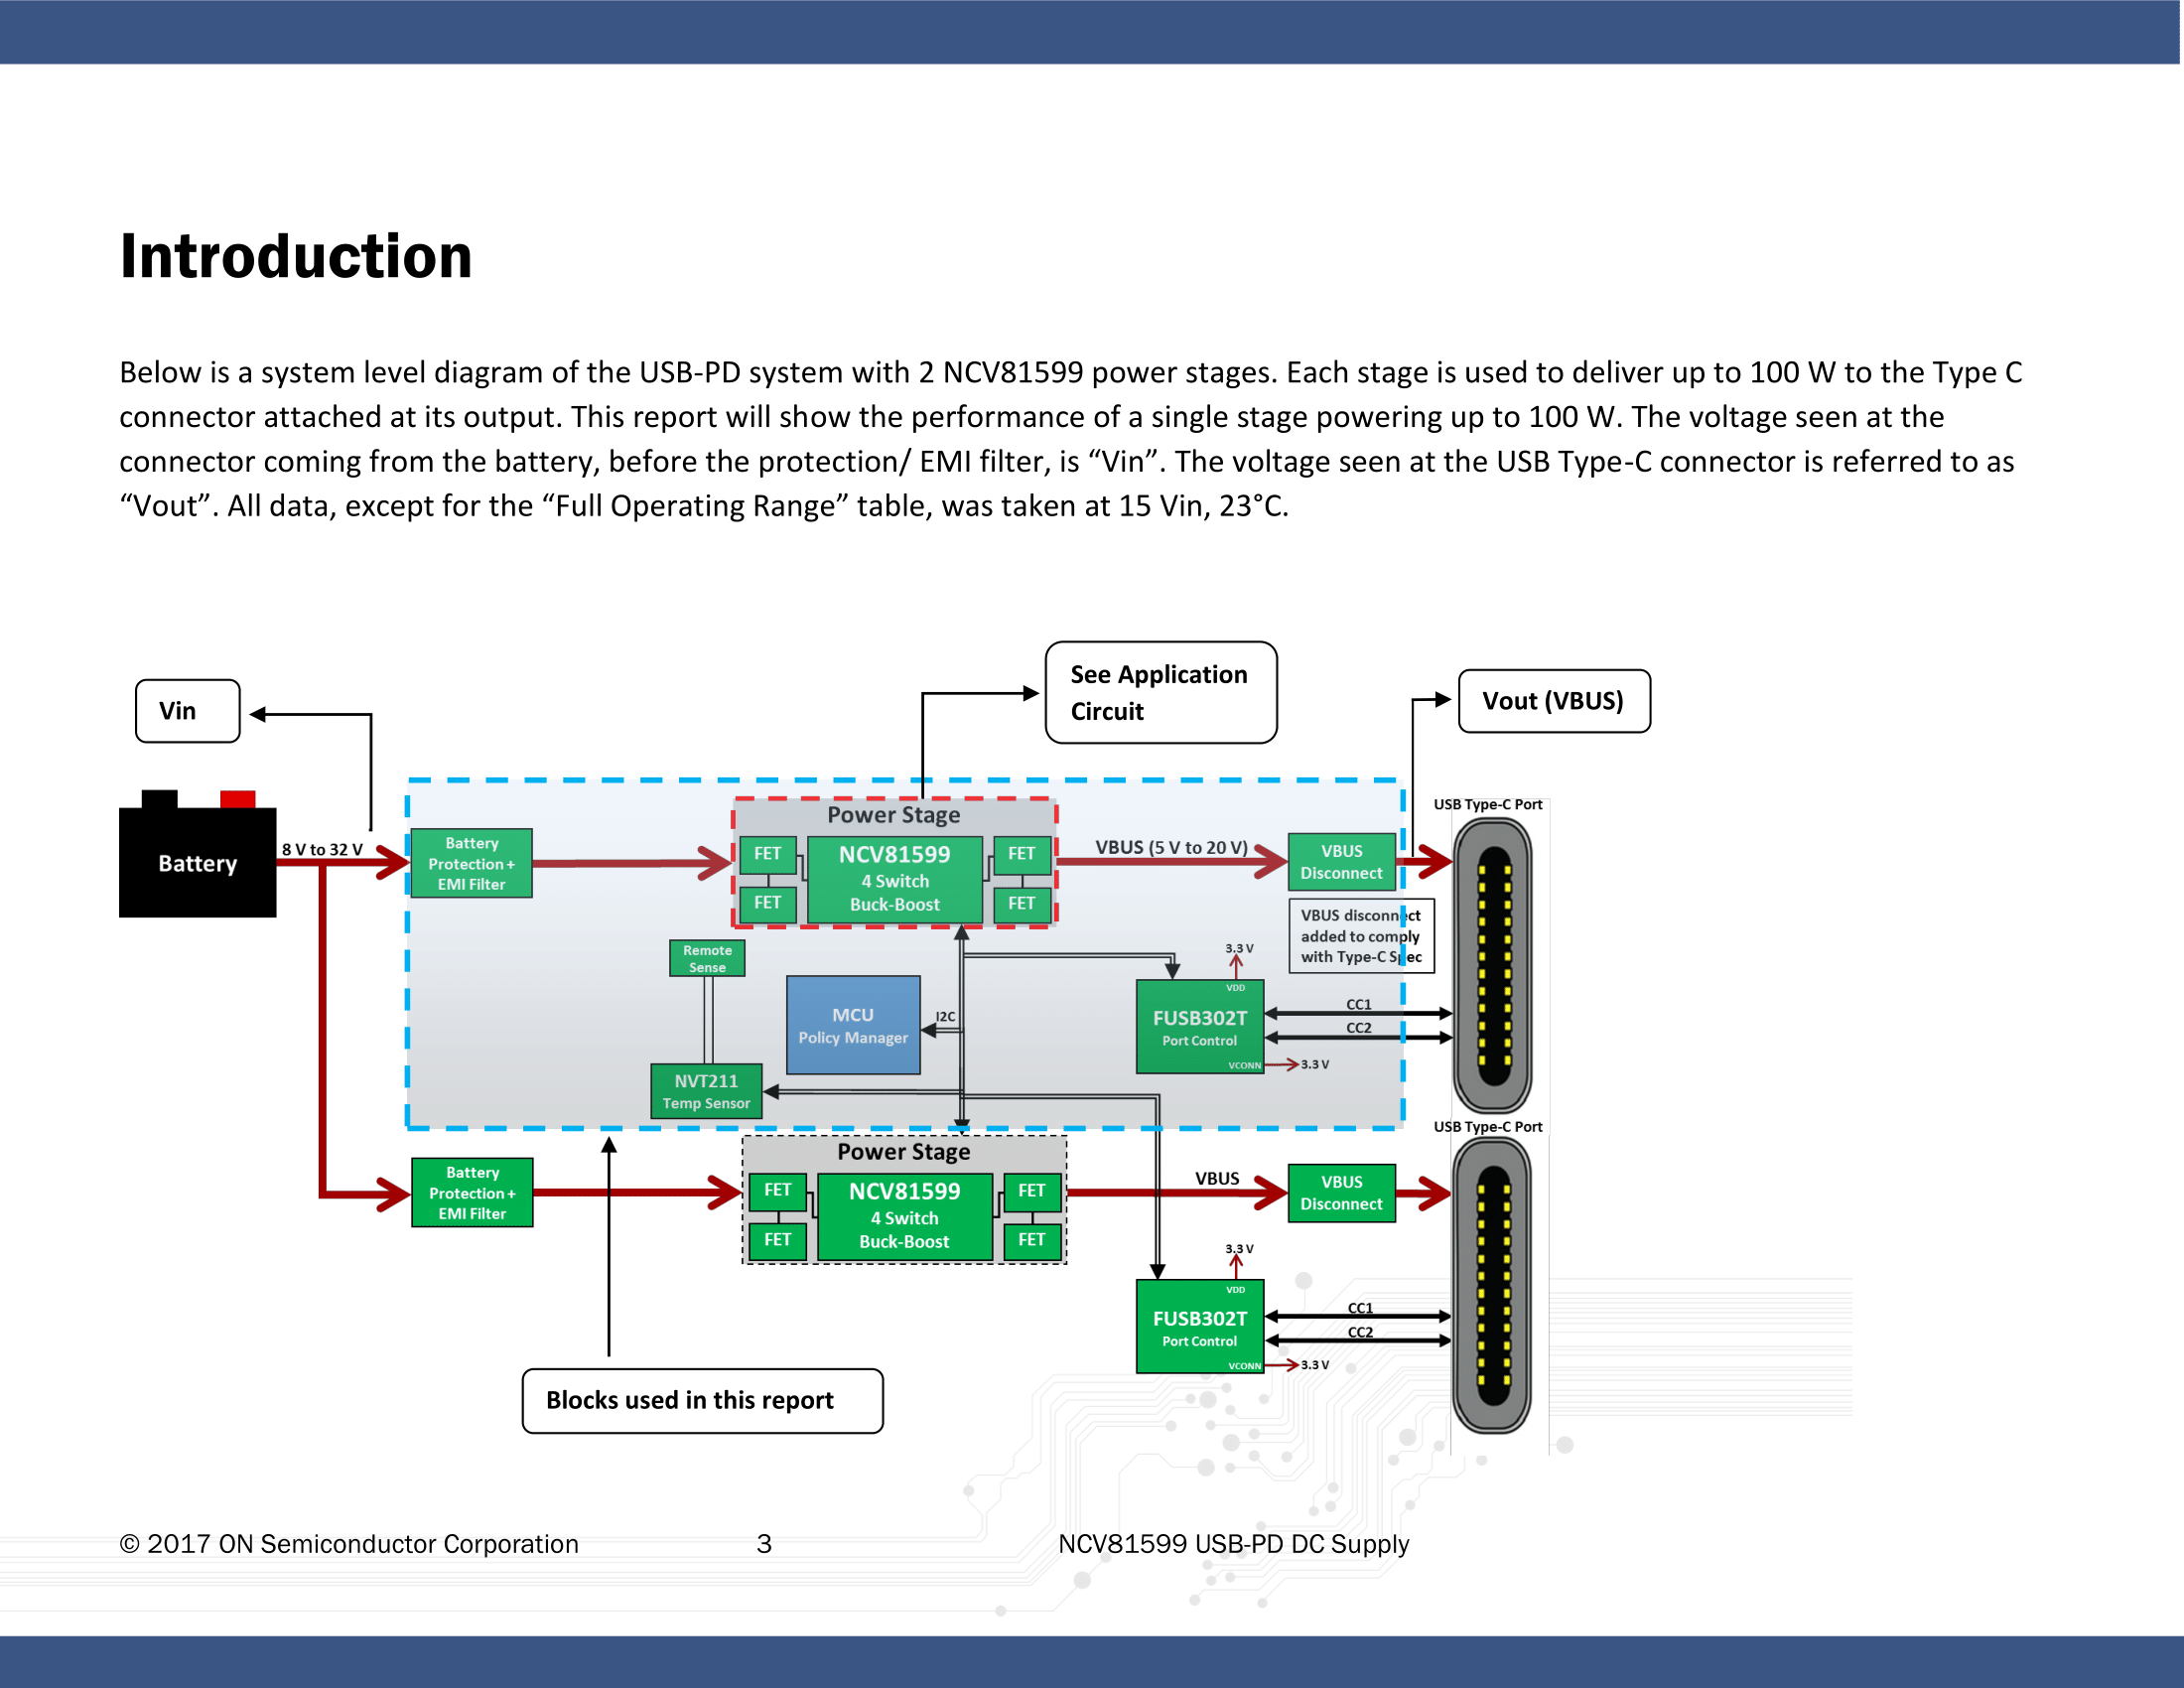 Introduction
Below is a system level diagram of the USB-PD system with 2 NCV81599 power stages. Each stage is used to deliver up to 100 W to the Type C
connector attached at its output. This report will show the performance of a single stage powering up to 100 W. The voltage seen at the
connector coming from the battery, before the protection/ EMI filter, is “Vin”. The voltage seen at the USB Type-C connector is referred to as
“Vout”. All data, except for the “Full Operating Range” table, was taken at 15 Vin, 23°C.
See Application
Circuit
Vin
Vout (VBUS)
Battery
8 V to 32 V
Battery
Protection +
EMI Filter
Power Stage
FET
FET
NCV81599
4 Switch
Buck-Boost
FET
FET
VBUS (5 V to 20 V)
VBUS
Disconnect
USB Type-C Port
VBUS disconnect
added to comply
with Type-C Spec
Remote
Sense
MCU
Policy Manager
I2C
3.3 V
VDD
FUSB302T
Port Control
VCONN
3.3 V
CC1
CC2
NVT211
Temp Sensor
USB Type-C Port
Battery
Protection +
EMI Filter
Power Stage
FET
FET
NCV81599
4 Switch
Buck-Boost
FET
FET
VBUS
VBUS
Disconnect
3.3 V
VDD
FUSB302T
Port Control
VCONN
3.3 V
CC1
CC2
Blocks used in this report
© 2017 ON Semiconductor Corporation
3
NCV81599 USB-PD DC Supply